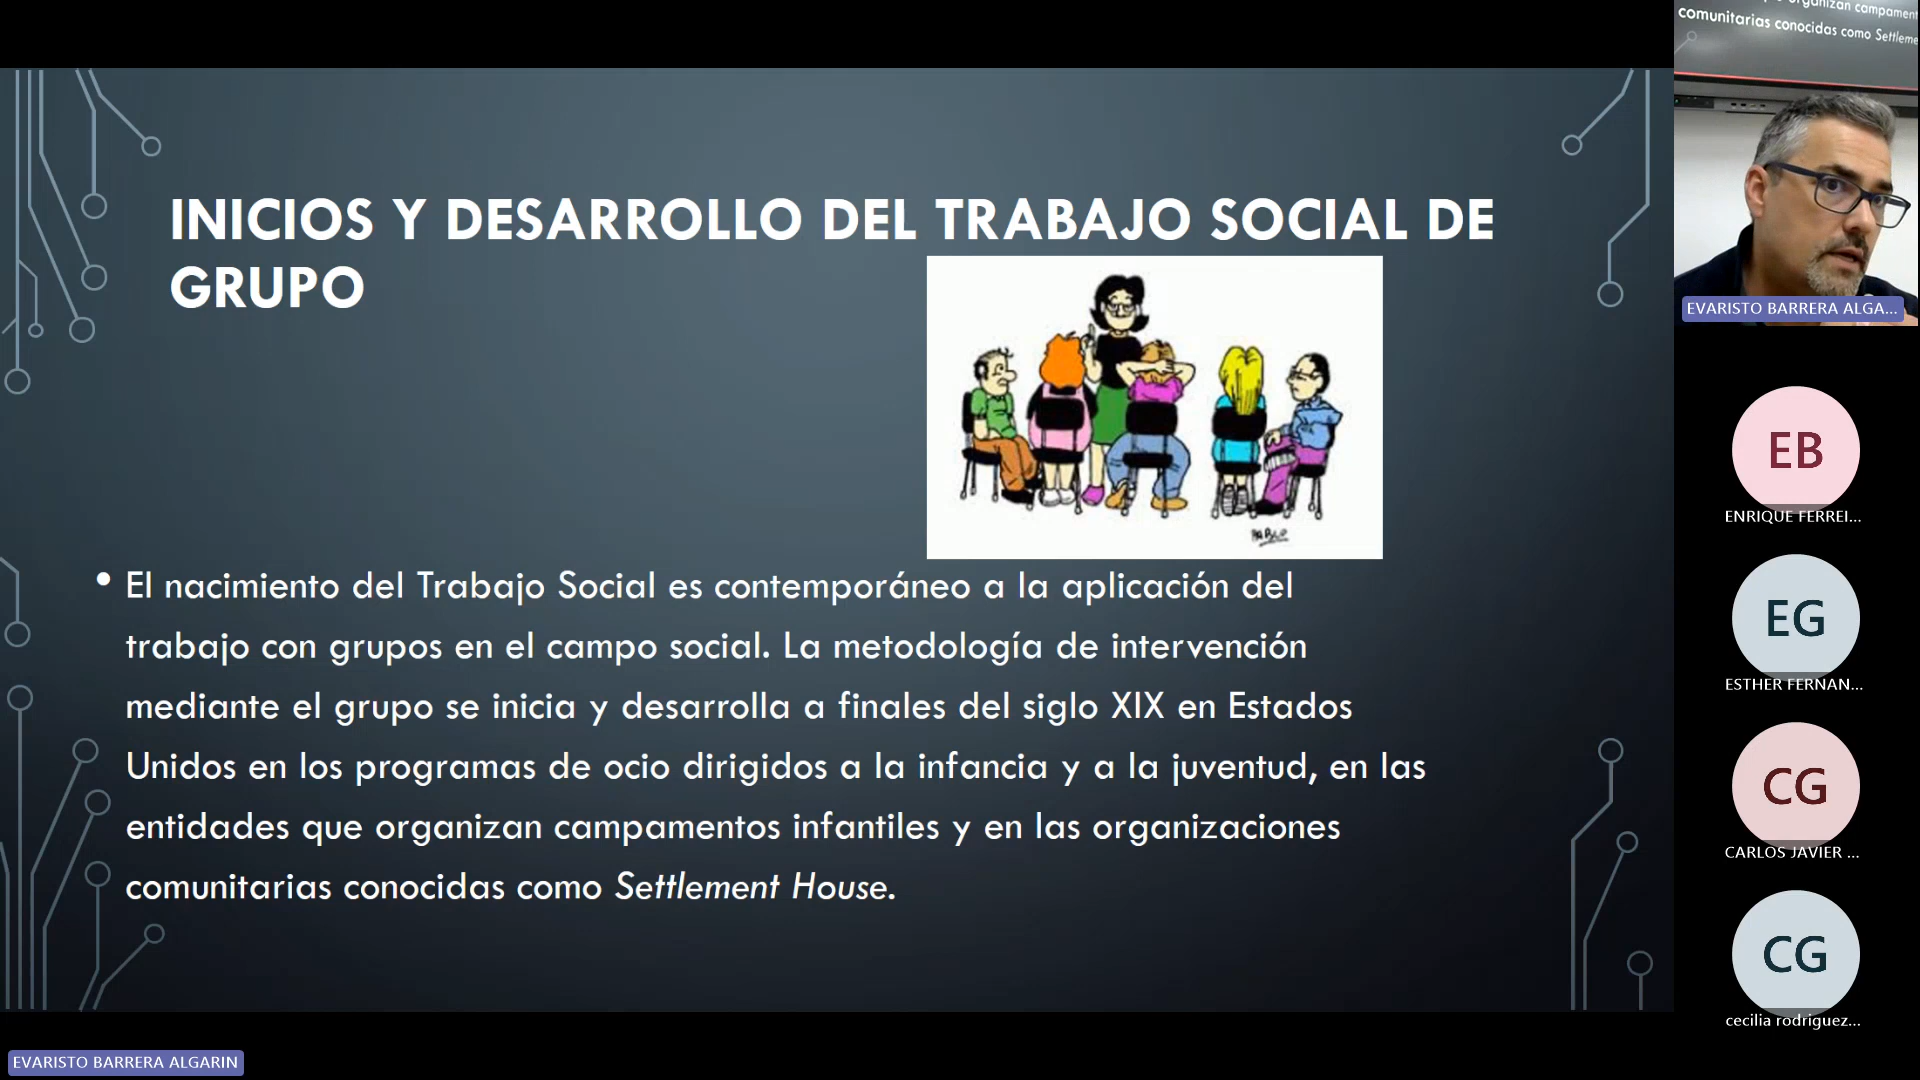 INICIOS Y DESARROLLO DEL TRABAJO SOCIAL DE
GRUPO
PABLO
• El nacimiento del Trabajo Social es contemporáneo a la aplicación del
trabajo con grupos en el campo social. La metodología de intervención
mediante el grupo se inicia y desarrolla a finales del siglo XIX en Estados
Unidos en los programas de ocio dirigidos a la infancia y a la juventud, en las
entidades que organizan campamentos infantiles y en las organizaciones
comunitarias conocidas como Settlement House.
EVARISTO BARRERA ALGARIN
organizan campament
comunitarias conocidas como Settleme
EVARISTO BARRERA ALGA...
EB
ENRIQUE FERREI...
EG
ESTHER FERNAN...
CG
CARLOS JAVIER ...
CG
cecilia rodriguez...